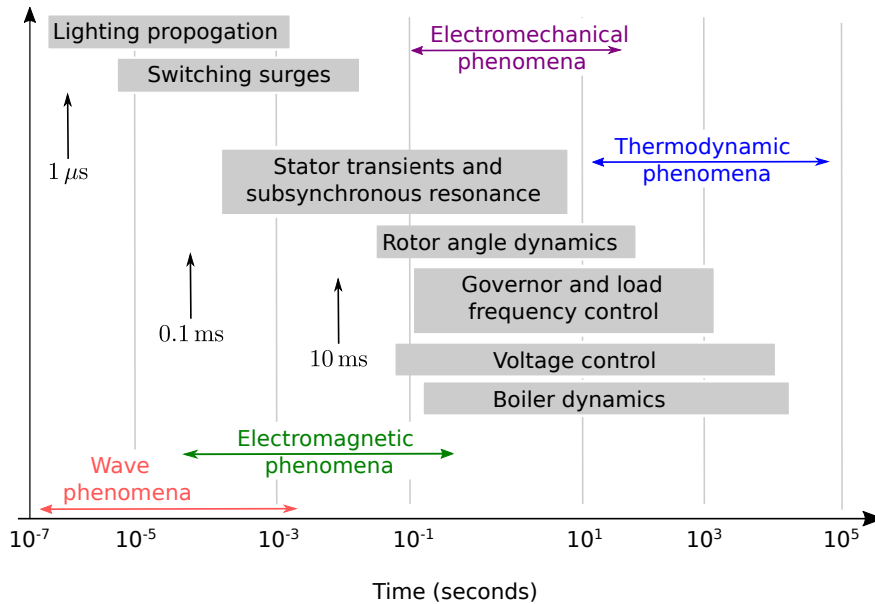 Lighting propogation
Electromechanical
phenomena
Switching surges
Thermodynamic
phenomena
1 μs
Stator transients and
subsynchronous resonance
Rotor angle dynamics
Governor and load
frequency control
0.1 ms
10 ms
Voltage control
Boiler dynamics
Electromagnetic
phenomena
Wave
phenomena
10⁻⁷ 10⁻⁵ 10⁻³ 10⁻¹ 10¹ 10³ 10⁵
Time (seconds)